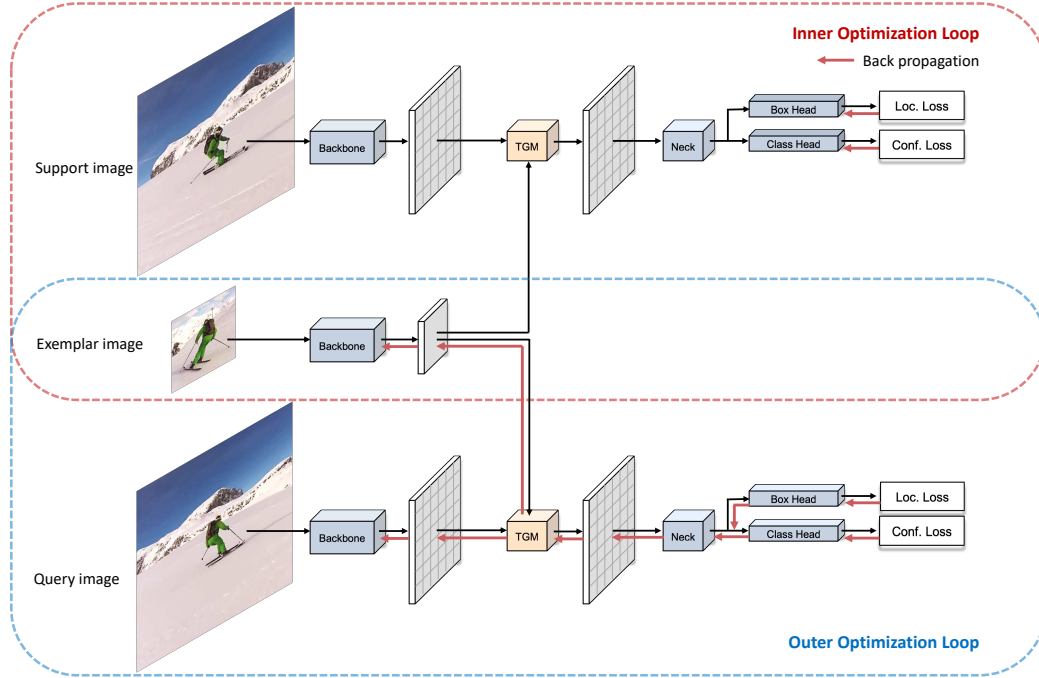 Inner Optimization Loop
Back propagation
Support image
Backbone
TGM
Neck
Box Head
Class Head
Loc. Loss
Conf. Loss
Exemplar image
Backbone
Query image
Backbone
TGM
Neck
Box Head
Class Head
Loc. Loss
Conf. Loss
Outer Optimization Loop